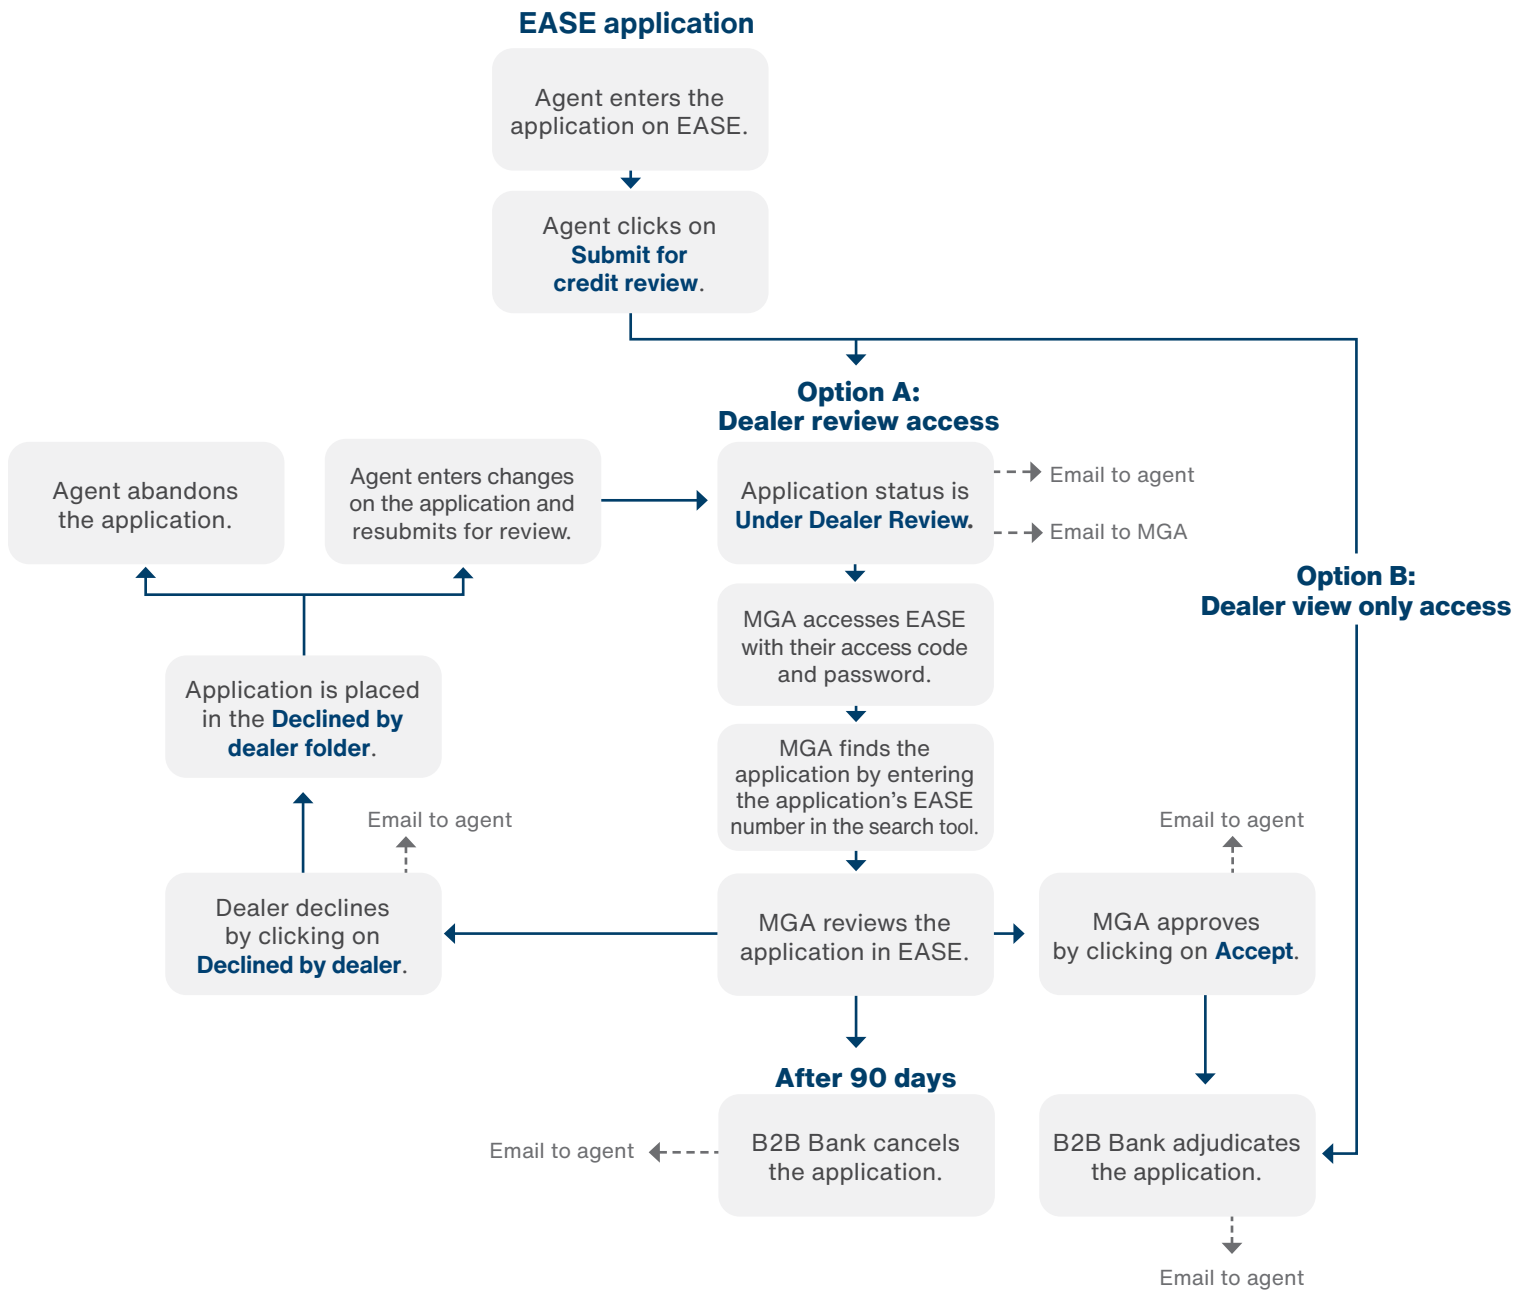 EASE application
Agent enters the
application on EASE.
Agent clicks on
Submit for
credit review.
Option A:
Dealer review access
Agent abandons
the application.
Agent enters changes
on the application and
resubmits for review.
Application status is
Under Dealer Review.
Email to agent
Email to MGA
Option B:
Dealer view only access
MGA accesses EASE
with their access code
and password.
Application is placed
in the Declined by
dealer folder.
MGA finds the
application by entering
the application’s EASE
number in the search tool.
Email to agent
Email to agent
Dealer declines
by clicking on
Declined by dealer.
MGA reviews the
application in EASE.
MGA approves
by clicking on Accept.
After 90 days
Email to agent
B2B Bank cancels
the application.
B2B Bank adjudicates
the application.
Email to agent